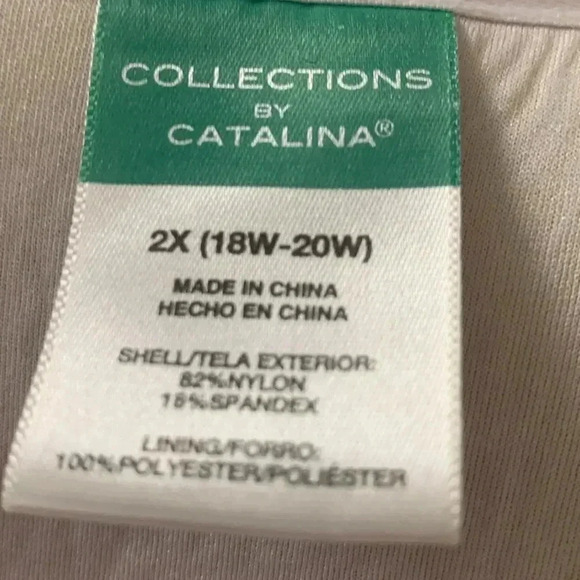 COLLECTIONS
BY
CATALINA®
2X (18W-20W)
MADE IN CHINA
HECHO EN CHINA
SHELL/TELA EXTERIOR:
82%NYLON
18%SPANDEX
LINING/FORRO:
100%POLYESTER/POLIÉSTER